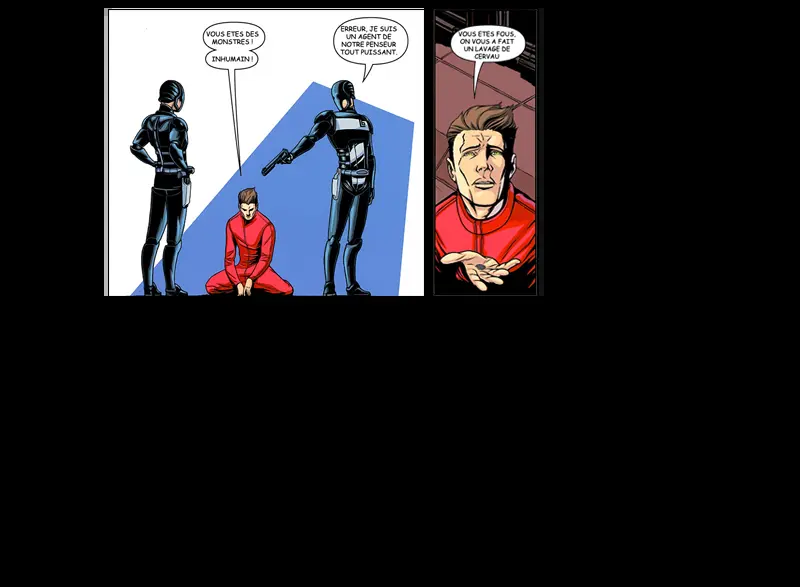 VOUS ETES DES
MONSTRES !
INHUMAIN !
ERREUR, JE SUIS
UN AGENT DE
NOTRE PENSEUR
TOUT PUISSANT.
VOUS ETES FOUS,
ON VOUS A FAIT
UN LAVAGE DE
CERVAU